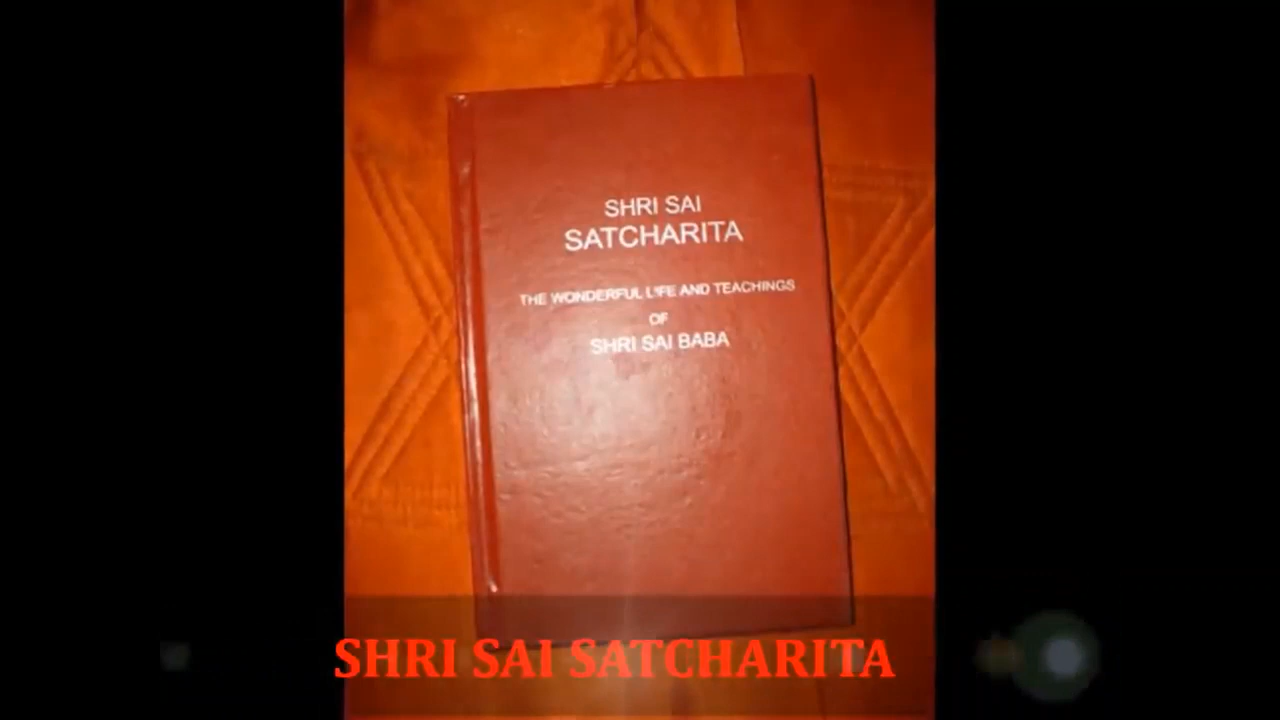 SHRI SAI
SATCHARITA
THE WONDERFUL LIFE AND TEACHINGS
OF
SHRI SAI BABA
SHRI SAI SATCHARITA